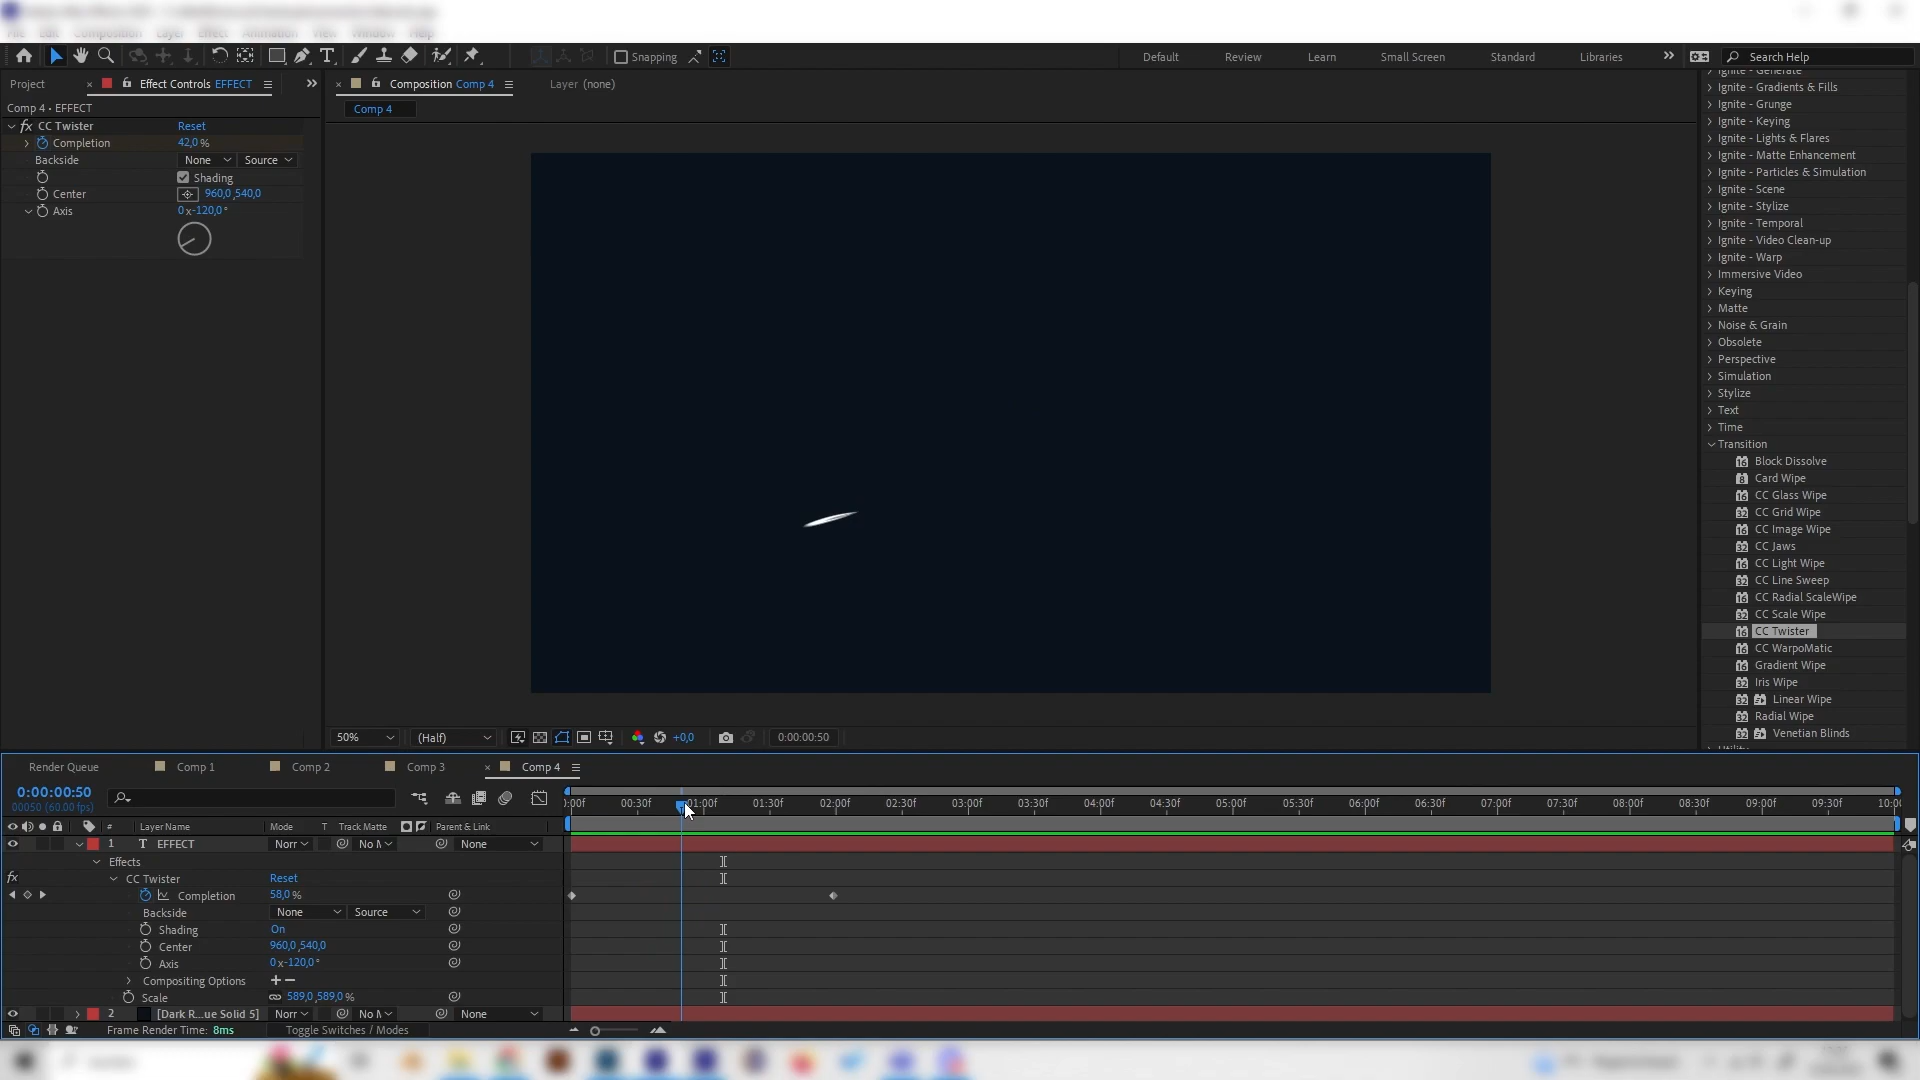 Snapping
Default
Review
Learn
Small Screen
Standard
Libraries
Search Help
Project
Effect Controls EFFECT
Composition Comp 4
Layer (none)
Comp 4 • EFFECT
Comp 4
fx CC Twister Reset
Completion 42,0 %
Backside None Source
Shading
Center 960,0 ,540,0
Axis 0 x -120,0 °
Ignite - Generate
Ignite - Gradients & Fills
Ignite - Grunge
Ignite - Keying
Ignite - Lights & Flares
Ignite - Matte Enhancement
Ignite - Particles & Simulation
Ignite - Scene
Ignite - Stylize
Ignite - Temporal
Ignite - Video Clean-up
Ignite - Warp
Immersive Video
Keying
Matte
Noise & Grain
Obsolete
Perspective
Simulation
Stylize
Text
Time
Transition
Block Dissolve
Card Wipe
CC Glass Wipe
CC Grid Wipe
CC Image Wipe
CC Jaws
CC Light Wipe
CC Line Sweep
CC Radial ScaleWipe
CC Scale Wipe
CC Twister
CC WarpoMatic
Gradient Wipe
Iris Wipe
Linear Wipe
Radial Wipe
Venetian Blinds
50% (Half) +0,0 0:00:00:50
Render Queue Comp 1 Comp 2 Comp 3 Comp 4
0:00:00:50
00050 (60.00 fps)
:00f 00:30f 01:00f 01:30f 02:00f 02:30f 03:00f 03:30f 04:00f 04:30f 05:00f 05:30f 06:00f 06:30f 07:00f 07:30f 08:00f 08:30f 09:00f 09:30f 10:0
# Layer Name Mode T Track Matte Parent & Link
1 T EFFECT Norr No M None
Effects
fx CC Twister Reset
Completion 58,0 %
Backside None Source
Shading On
Center 960,0 ,540,0
Axis 0 x -120,0 °
Compositing Options + −
Scale 589,0 ,589,0 %
2 [Dark R...ue Solid 5] Norr No M None
Frame Render Time: 8ms Toggle Switches / Modes